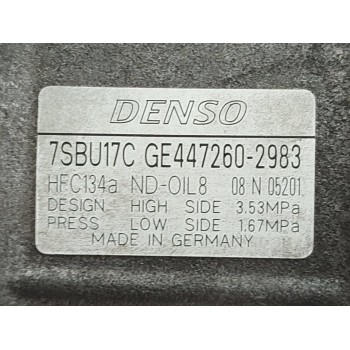 DENSO
7SBU17C GE447260-2983
HFC134a ND-OIL8 08 N 05201
DESIGN HIGH SIDE 3.53MPa
PRESS LOW SIDE 1.67MPa
MADE IN GERMANY